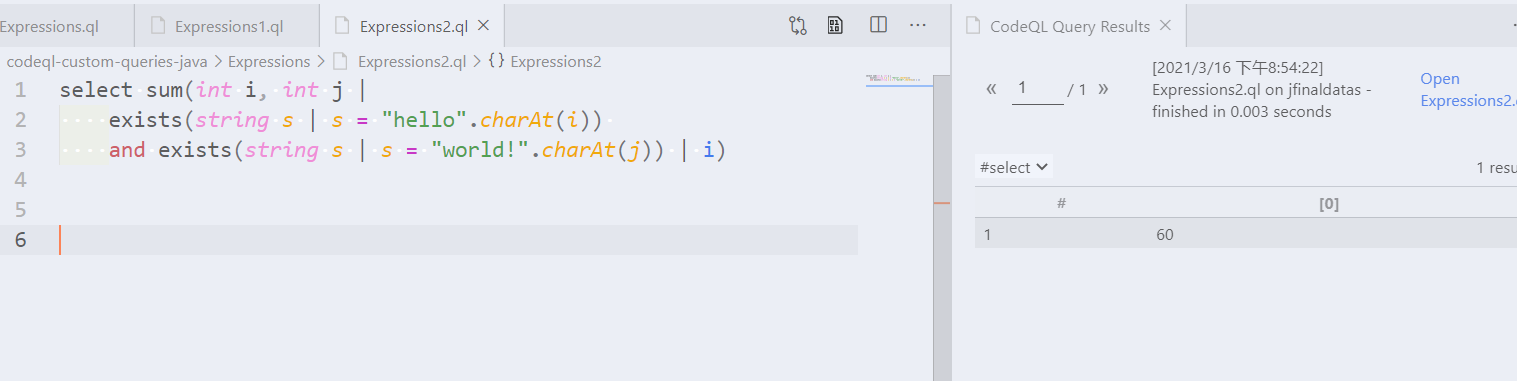 Expressions.ql
Expressions1.ql
Expressions2.ql
codeql-custom-queries-java > Expressions > Expressions2.ql > {} Expressions2
1 select sum(int i, int j |
2 exists(string s | s = "hello".charAt(i))
3 and exists(string s | s = "world!".charAt(j)) | i)
4
5
6
CodeQL Query Results
« 1 / 1 »
[2021/3/16 下午8:54:22]
Expressions2.ql on jfinaldatas -
finished in 0.003 seconds
Open
Expressions2.
#select
1 resu
# [0]
1 60